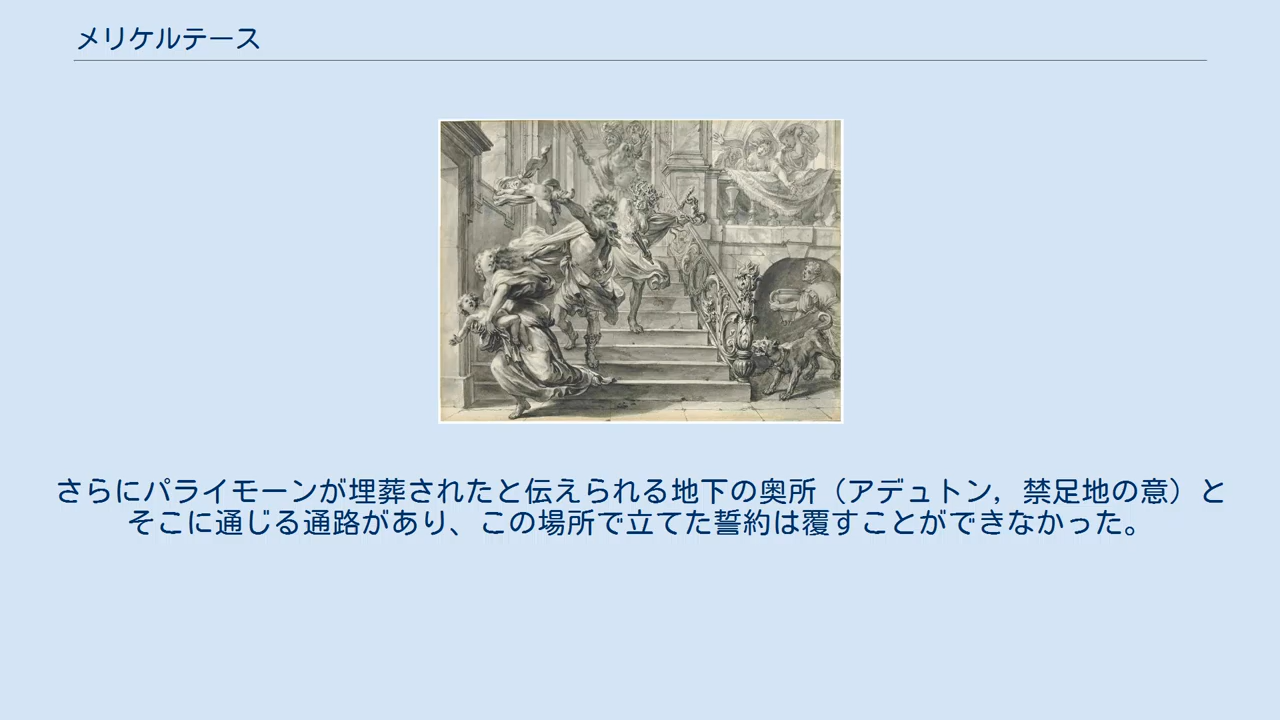 メリケルテース
さらにパライモーンが埋葬されたと伝えられる地下の奥所（アデュトン，禁足地の意）と
そこに通じる通路があり、この場所で立てた誓約は覆すことができなかった。